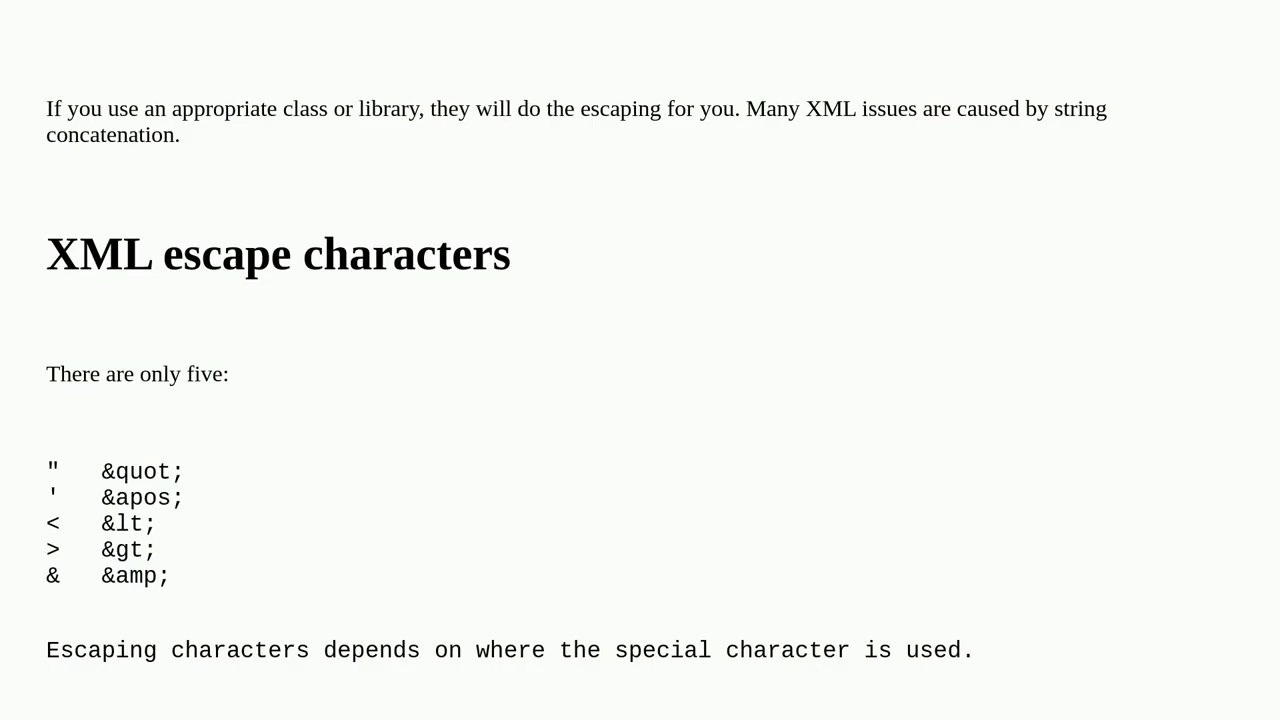 If you use an appropriate class or library, they will do the escaping for you. Many XML issues are caused by string
concatenation.
XML escape characters
There are only five:
"   &quot;
'   &apos;
<   &lt;
>   &gt;
&   &amp;
Escaping characters depends on where the special character is used.